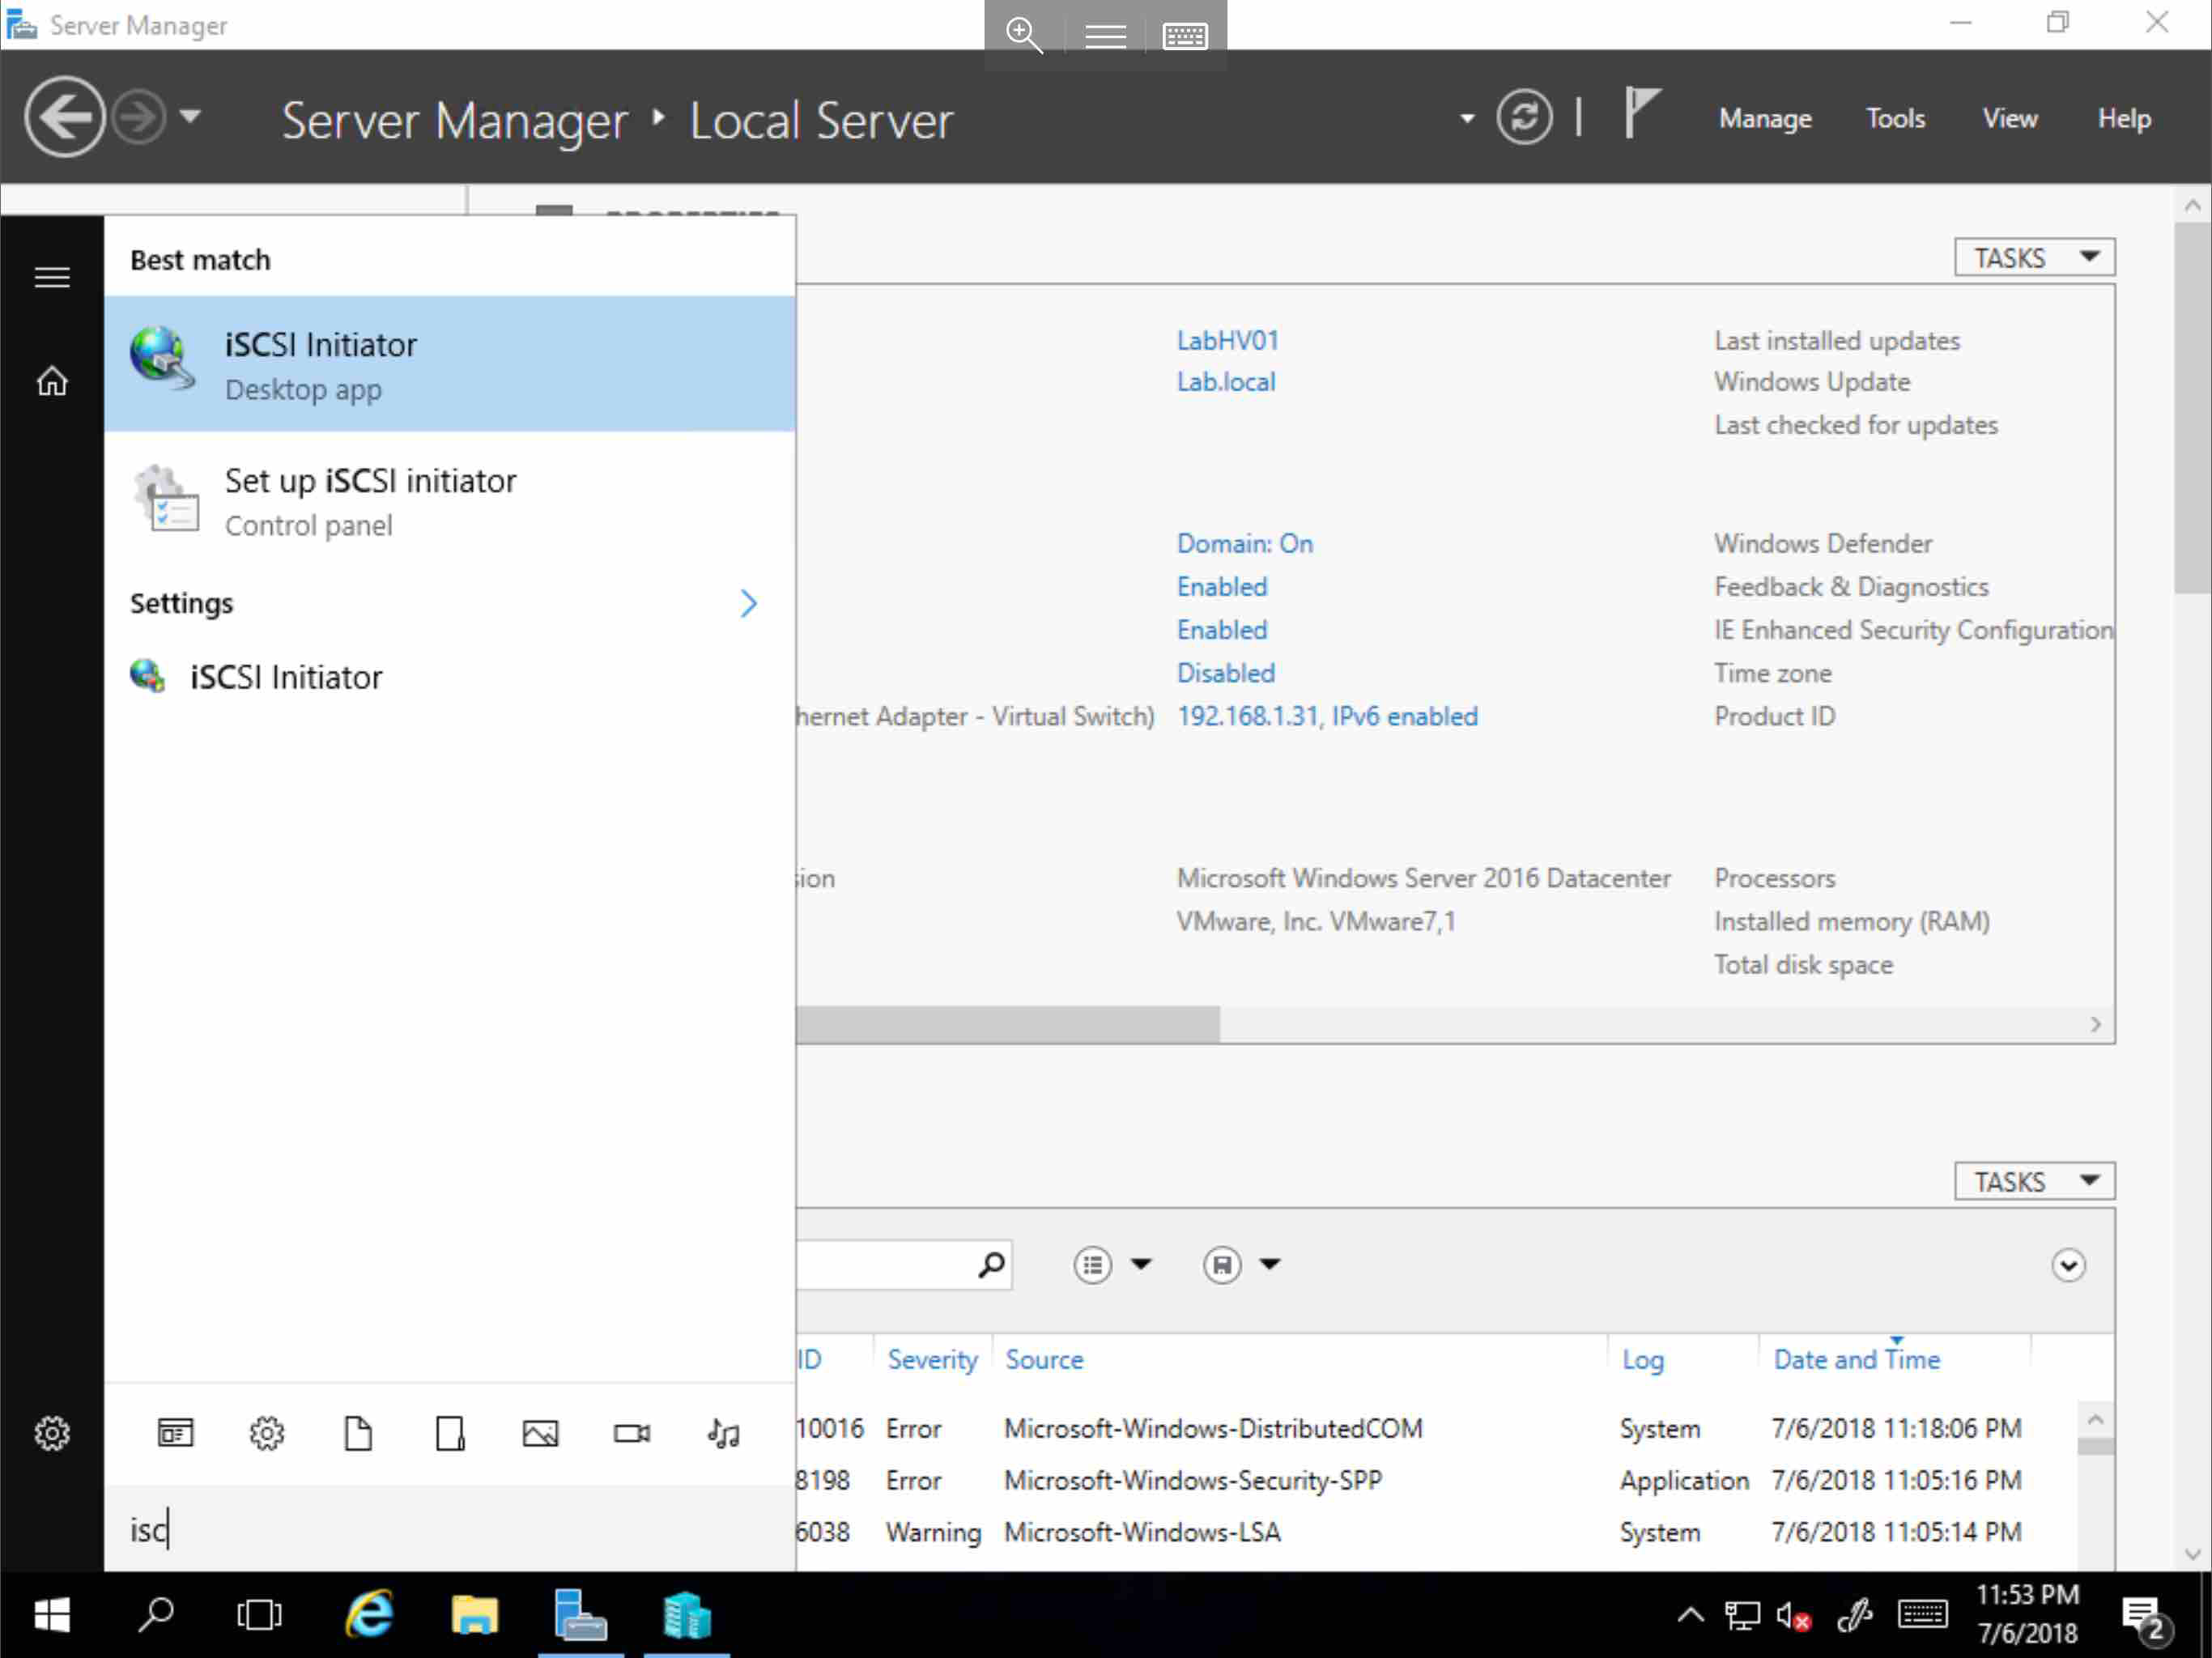 Server Manager
Server Manager ‣ Local Server
Manage Tools View Help
Best match
iSCSI Initiator
Desktop app
Set up iSCSI initiator
Control panel
Settings
iSCSI Initiator
isc
TASKS
LabHV01 Last installed updates
Lab.local Windows Update
Last checked for updates
Domain: On Windows Defender
Enabled Feedback & Diagnostics
Enabled IE Enhanced Security Configuration
Disabled Time zone
hernet Adapter - Virtual Switch) 192.168.1.31, IPv6 enabled Product ID
sion Microsoft Windows Server 2016 Datacenter Processors
VMware, Inc. VMware7,1 Installed memory (RAM)
Total disk space
TASKS
ID Severity Source Log Date and Time
10016 Error Microsoft-Windows-DistributedCOM System 7/6/2018 11:18:06 PM
8198 Error Microsoft-Windows-Security-SPP Application 7/6/2018 11:05:16 PM
6038 Warning Microsoft-Windows-LSA System 7/6/2018 11:05:14 PM
11:53 PM
7/6/2018
2